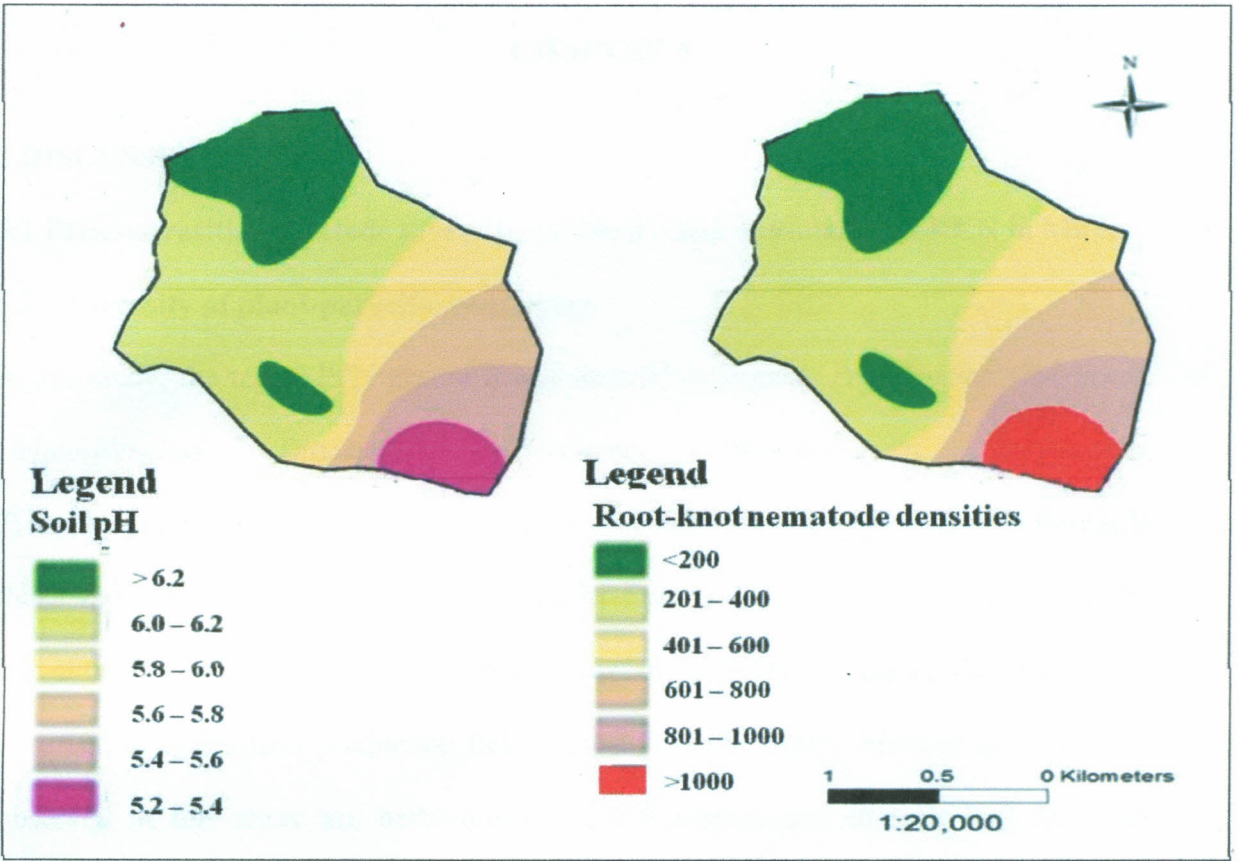 N
Legend
Soil pH
>6.2
6.0 – 6.2
5.8 – 6.0
5.6 – 5.8
5.4 – 5.6
5.2 – 5.4
Legend
Root-knot nematode densities
<200
201 – 400
401 – 600
601 – 800
801 – 1000
>1000
1 0.5 0 Kilometers
1:20,000